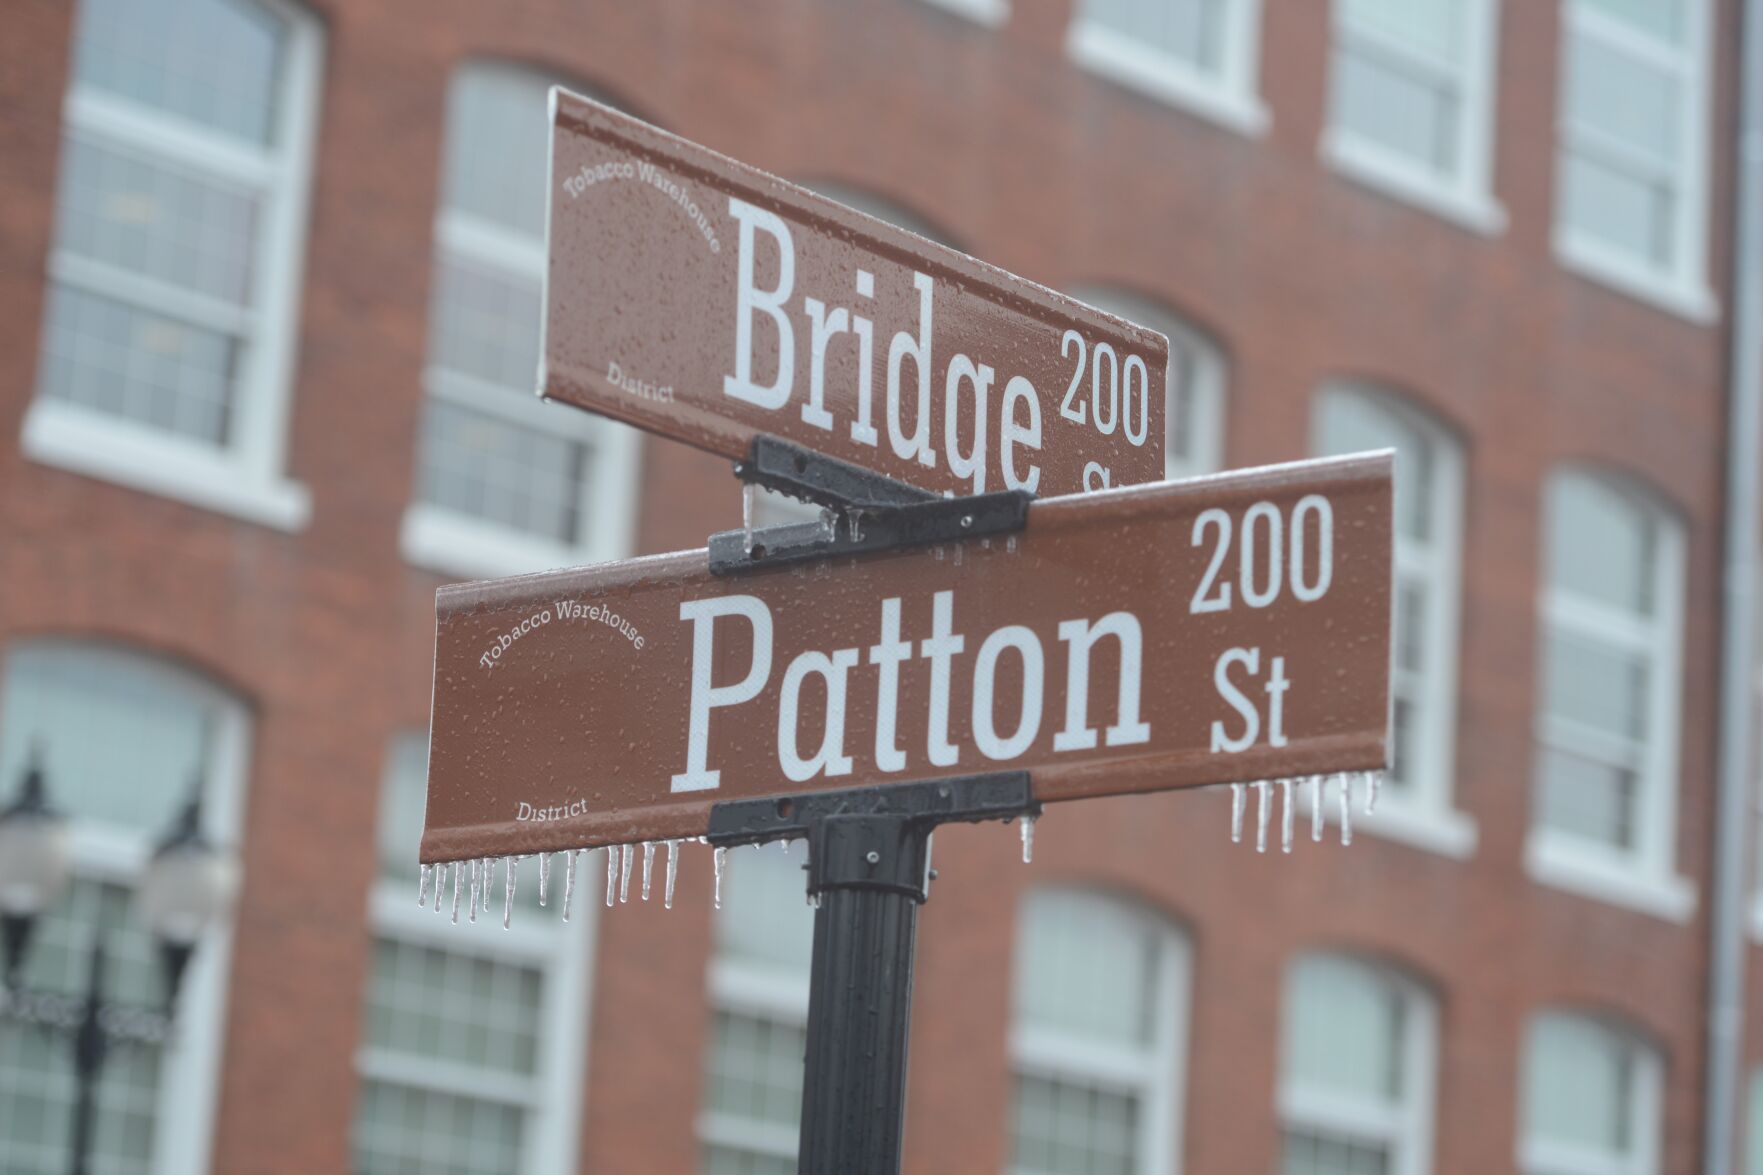 Tobacco Warehouse
Bridge
200
District
Tobacco Warehouse
Patton
200
St
District